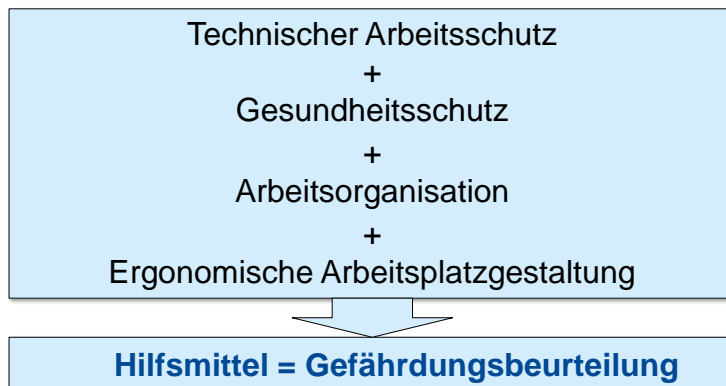 Technischer Arbeitsschutz
+
Gesundheitsschutz
+
Arbeitsorganisation
+
Ergonomische Arbeitsplatzgestaltung
Hilfsmittel = Gefährdungsbeurteilung